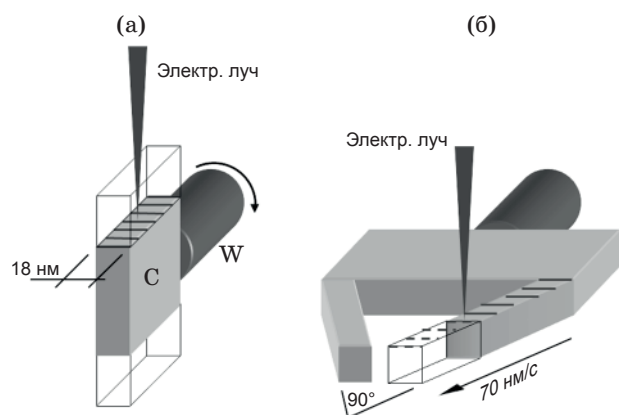 (а)
Электр. луч
18 нм
C
W
(б)
Электр. луч
90°
70 нм/с